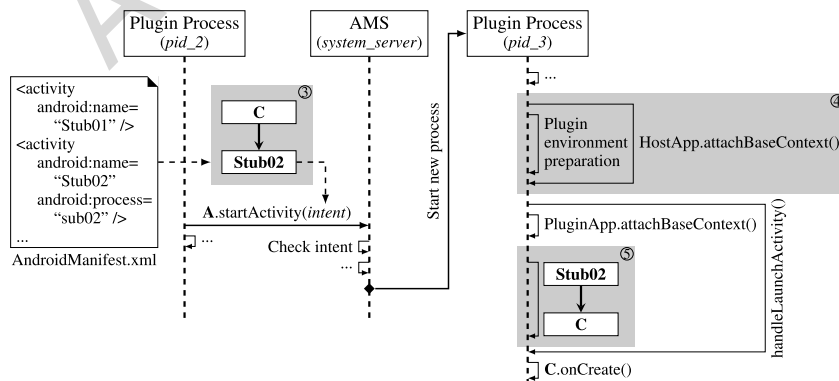 Plugin Process
(pid_2)
AMS
(system_server)
Plugin Process
(pid_3)
<activity
android:name=
"Stub01" />
<activity
android:name=
"Stub02"
android:process=
"sub02" />
...
AndroidManifest.xml
③
C
Stub02
A.startActivity(intent)
...
Check intent
...
Start new process
...
④
Plugin
environment
preparation
HostApp.attachBaseContext()
handleLaunchActivity()
PluginApp.attachBaseContext()
⑤
Stub02
C
C.onCreate()